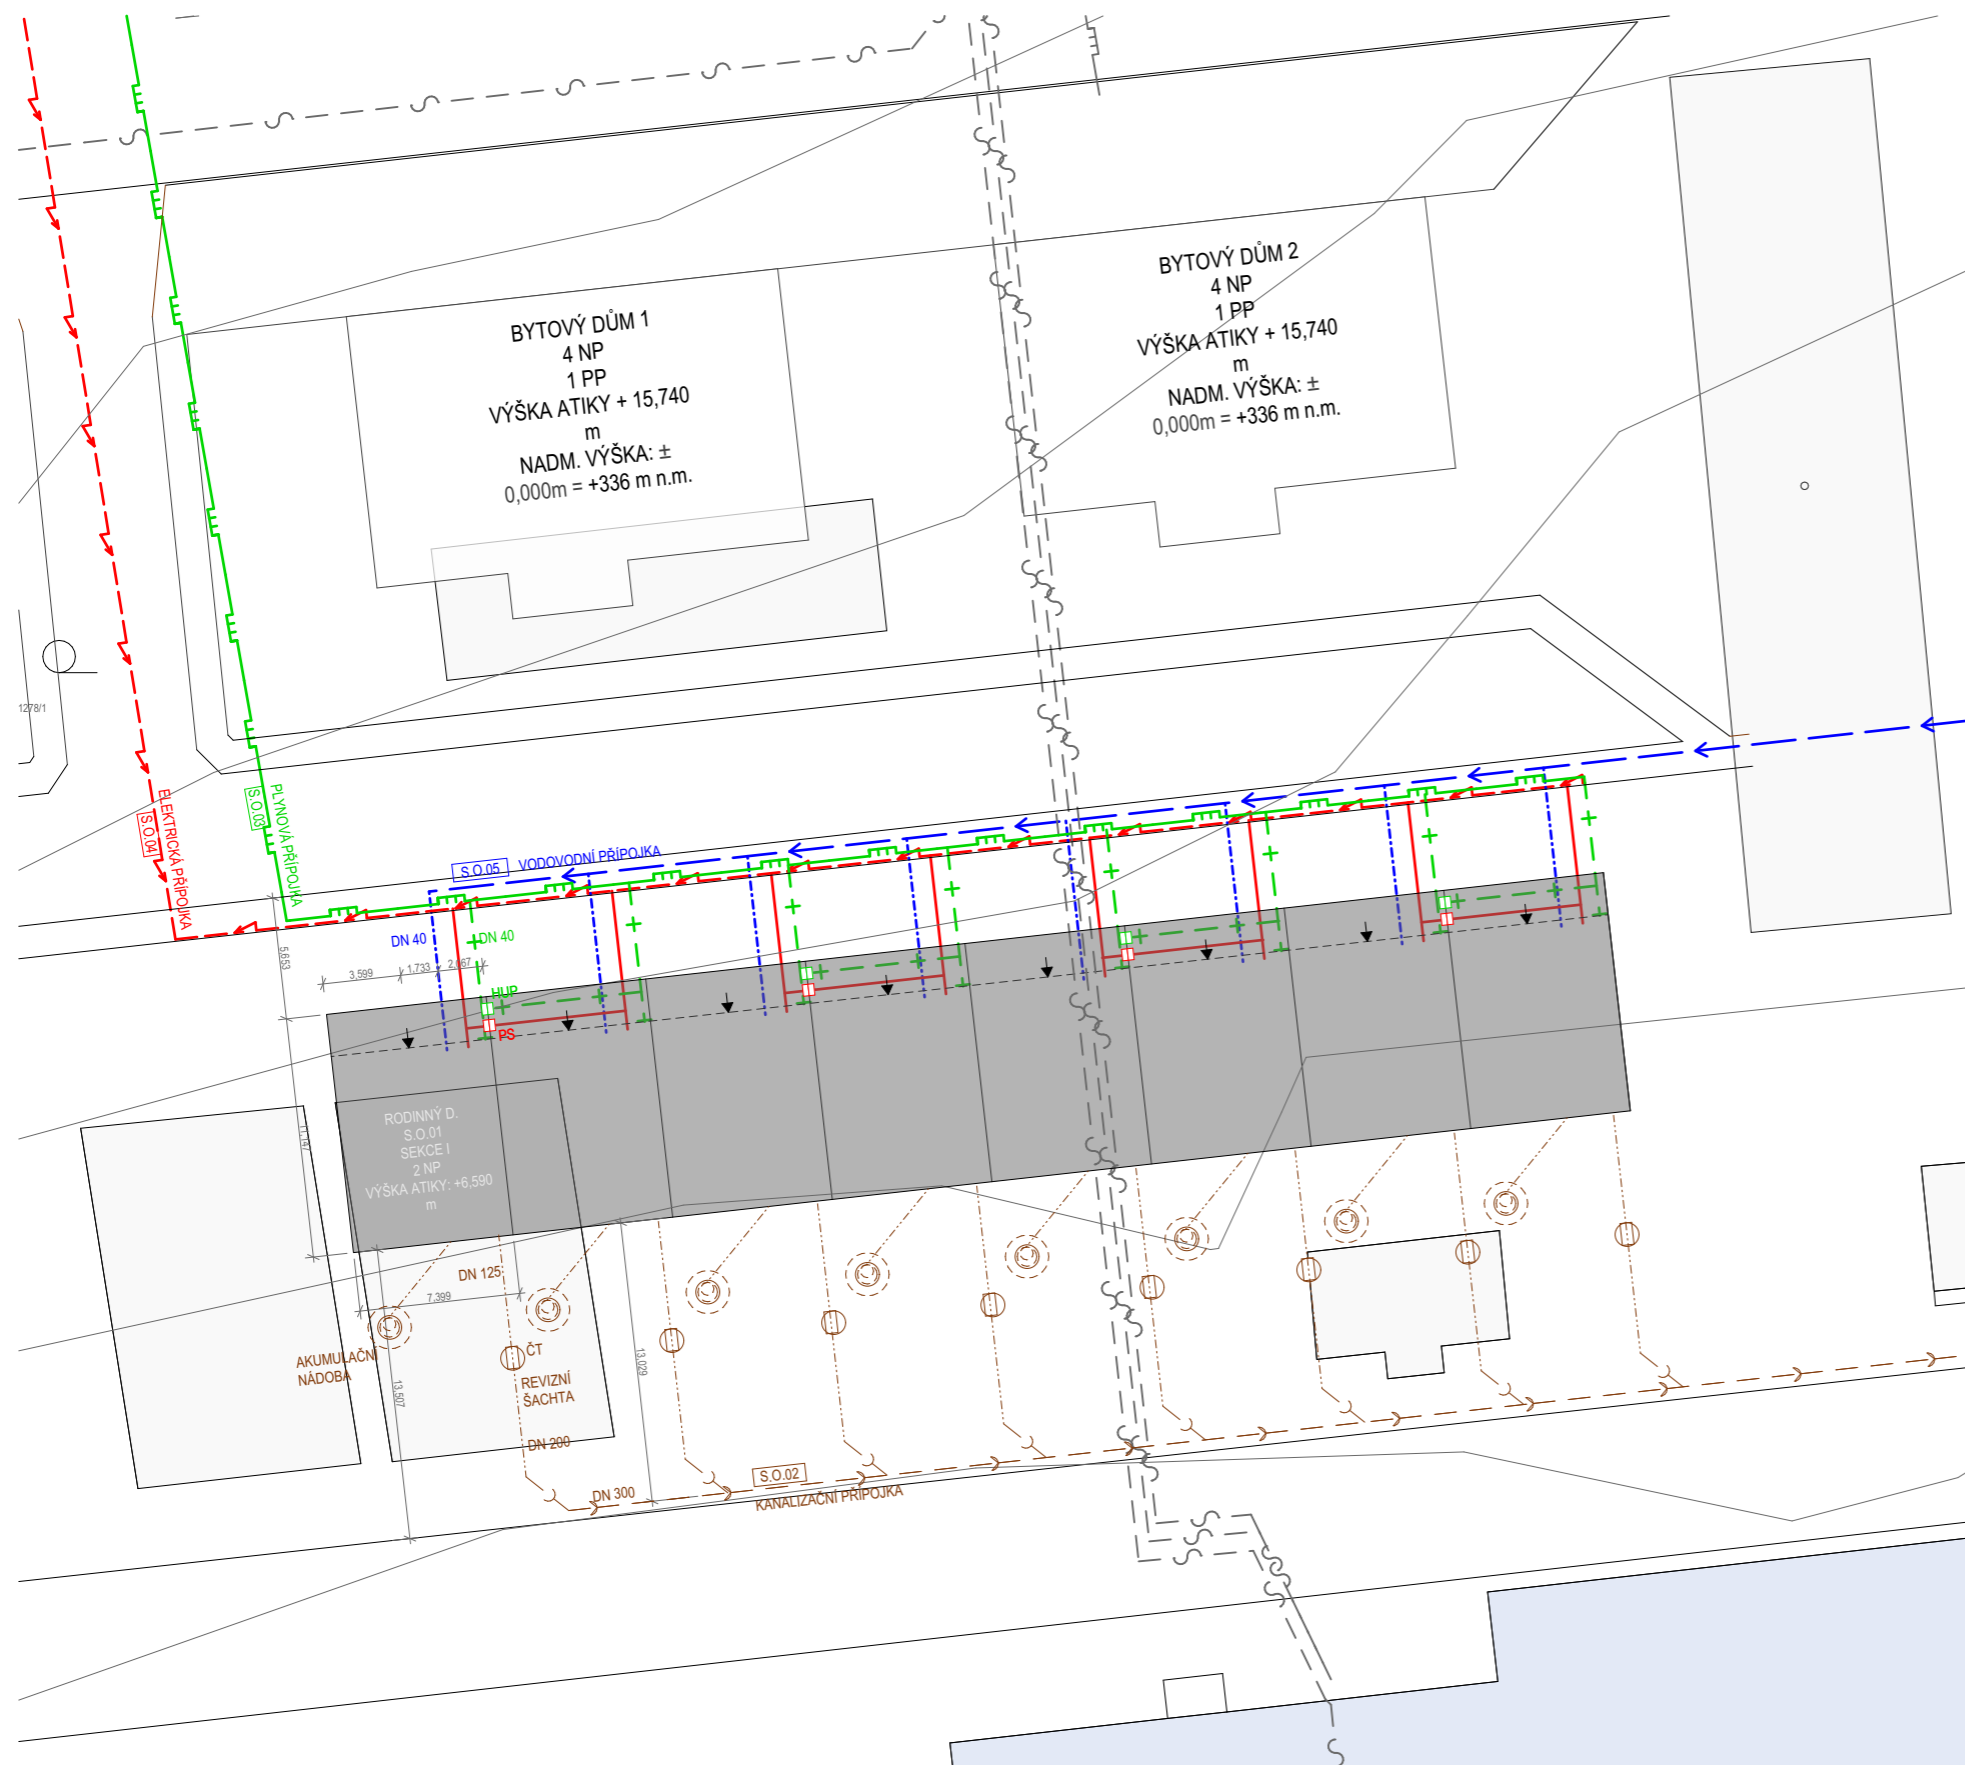 BYTOVÝ DŮM 1
4 NP
1 PP
VÝŠKA ATIKY + 15,740
m
NADM. VÝŠKA: ±
0,000m = +336 m n.m.
BYTOVÝ DŮM 2
4 NP
1 PP
VÝŠKA ATIKY + 15,740
m
NADM. VÝŠKA: ±
0,000m = +336 m n.m.
1278/1
ELEKTRICKÁ PŘÍPOJKA
S.O.04
PLYNOVÁ PŘÍPOJKA
S.O.03
S.O.05 VODOVODNÍ PŘÍPOJKA
DN 40
DN 40
5,653
3,599
1,733
2,067
HUP
PS
11,147
RODINNÝ D.
S.O.01
SEKCE I
2 NP
VÝŠKA ATIKY: +6,590
m
DN 125
7,399
AKUMULAČNÍ
NÁDOBA
ČT
REVIZNÍ
ŠACHTA
13,507
13,029
DN 200
DN 300
S.O.02
KANALIZAČNÍ PŘÍPOJKA